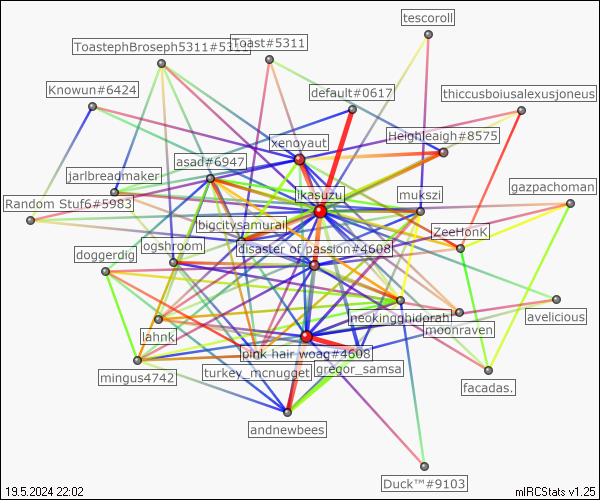 tescoroll
ToastephBroseph5311#5311
Toast#5311
Knowun#6424
default#0617
thiccusboiusalexusjoneus
xenoyaut
Heighleaigh#8575
asad#6947
jarlbreadmaker
ikasuzu
mukszi
gazpachoman
Random Stuf6#5983
bigcitysamurai
ZeeHonK
ogshroom
disaster of passion#4608
doggerdig
neokingghidorah
avelicious
lahnk
moonraven
pink hair woag#4608
turkey_mcnugget
gregor_samsa
mingus4742
facadas.
andnewbees
Duck™#9103
19.5.2024 22:02
mIRCStats v1.25